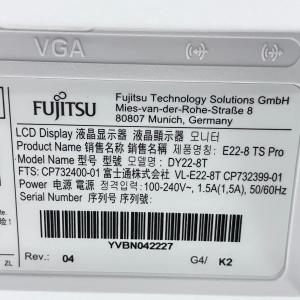 VGA
FUJITSU
Fujitsu Technology Solutions GmbH
Mies-van-der-Rohe-Straße 8
80807 Munich, Germany
LCD Display 液晶显示器 液晶顯示器 모니터
Product Name 销售名称 銷售名稱 제품명칭: E22-8 TS Pro
Model Name 型号 型號 모델명: DY22-8T
FTS: CP732400-01 富士通株式会社 VL-E22-8T CP732399-01
Power 电源 電源 정격입력: 100-240V~, 1.5A(1.5A), 50/60Hz
Serial Number 序列号 序列號 :
YVBN042227
Rev.: 04 G4/ K2
ZL